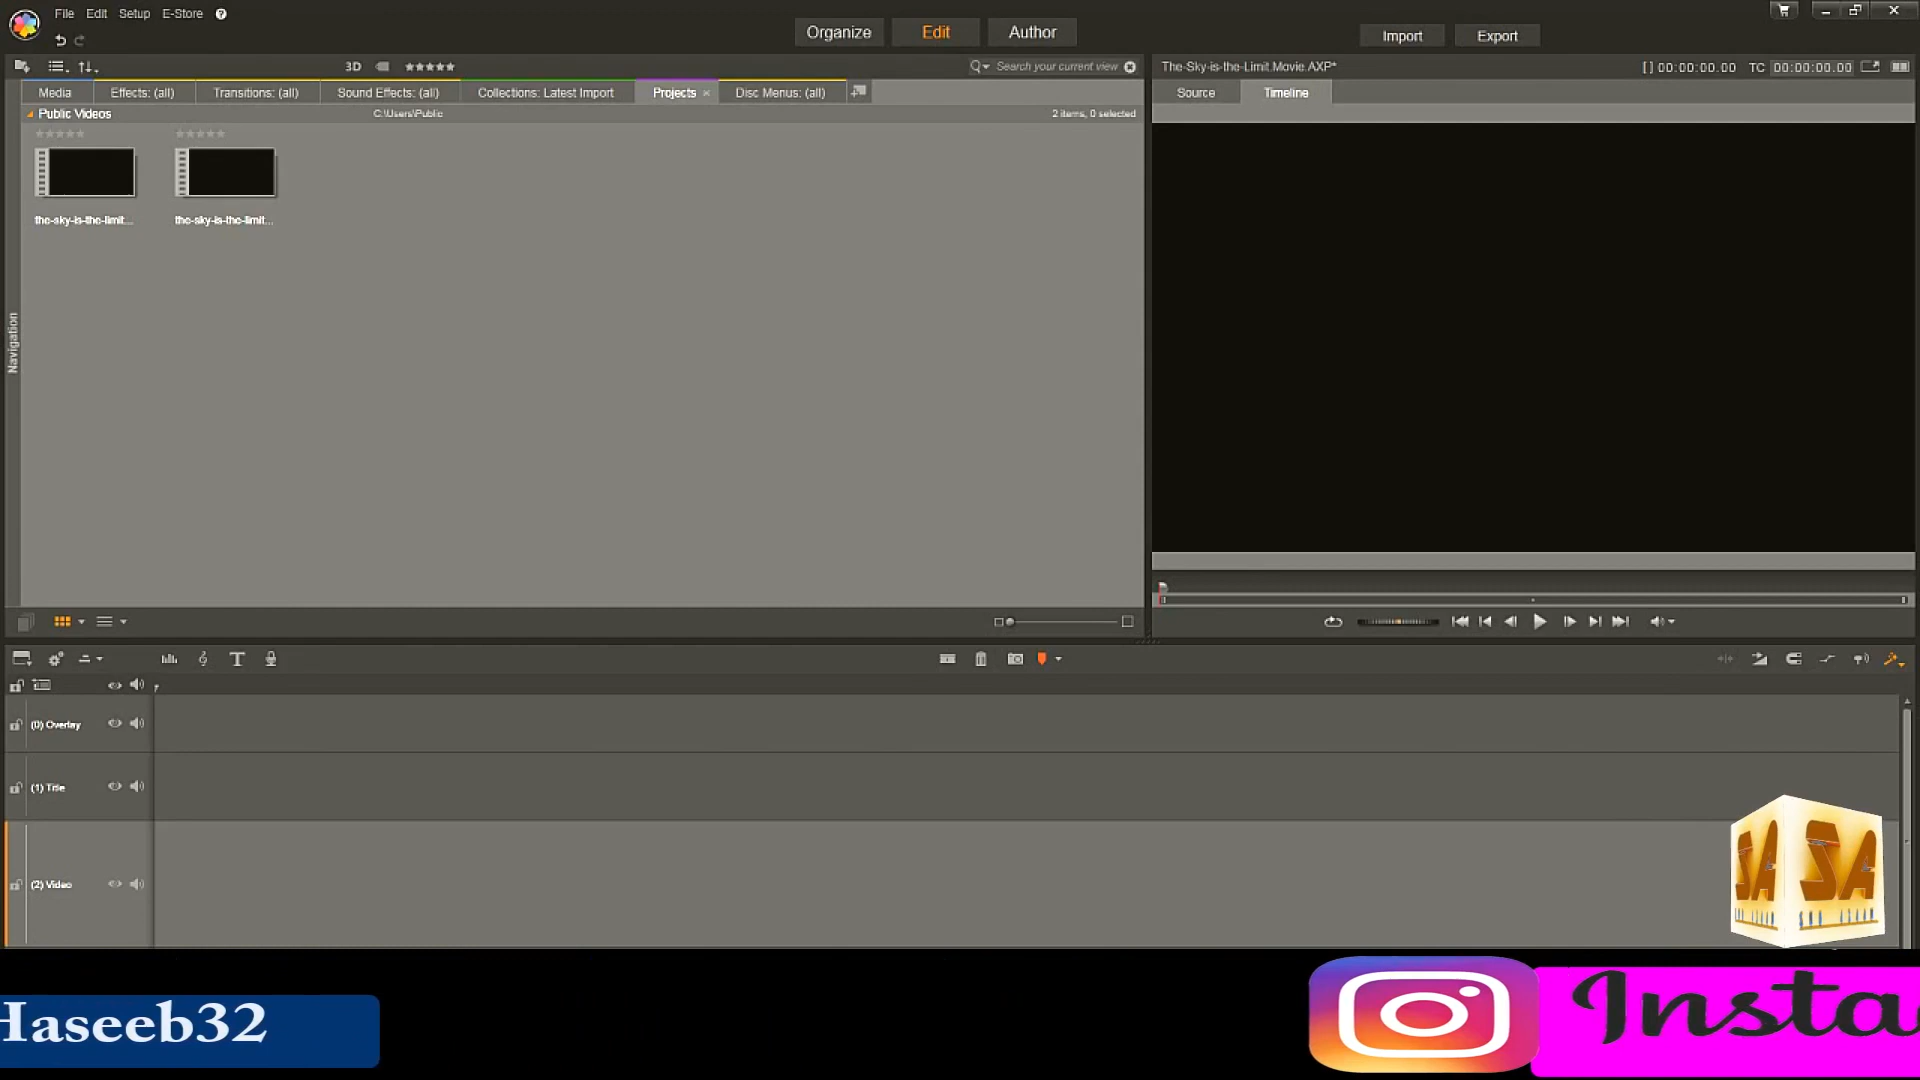 File Edit Setup E-Store ?
Organize Edit Author
Import Export
3D
Search your current view
The-Sky-is-the-Limit.Movie.AXP*
[ ] 00:00:00.00 TC 00:00:00.00
Media Effects: (all) Transitions: (all) Sound Effects: (all) Collections: Latest Import Projects × Disc Menus: (all)
Source Timeline
Public Videos C:\Users\Public 2 items, 0 selected
the-sky-is-the-limit... the-sky-is-the-limit...
Navigation
(0) Overlay
(1) Title
(2) Video
SA SA
Haseeb32
Insta